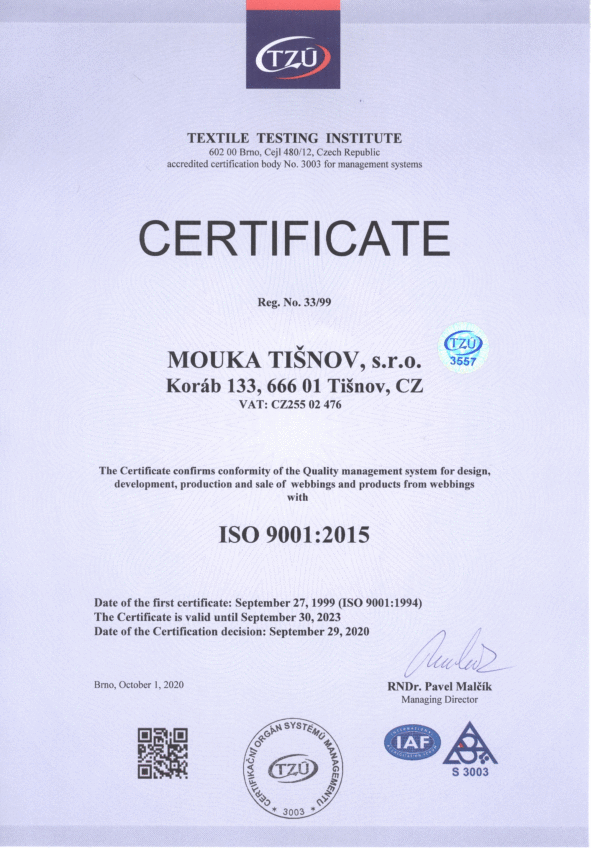 TZÚ
TEXTILE TESTING INSTITUTE
602 00 Brno, Cejl 480/12, Czech Republic
accredited certification body No. 3003 for management systems
CERTIFICATE
Reg. No. 33/99
TZÚ
3557
MOUKA TIŠNOV, s.r.o.
Koráb 133, 666 01 Tišnov, CZ
VAT: CZ255 02 476
The Certificate confirms conformity of the Quality management system for design,
development, production and sale of webbings and products from webbings
with
ISO 9001:2015
Date of the first certificate: September 27, 1999 (ISO 9001:1994)
The Certificate is valid until September 30, 2023
Date of the Certification decision: September 29, 2020
Brno, October 1, 2020
RNDr. Pavel Malčík
Managing Director
CERTIFIKAČNÍ ORGÁN SYSTÉMŮ MANAGEMENTU
TZÚ
3003
IAF
S 3003